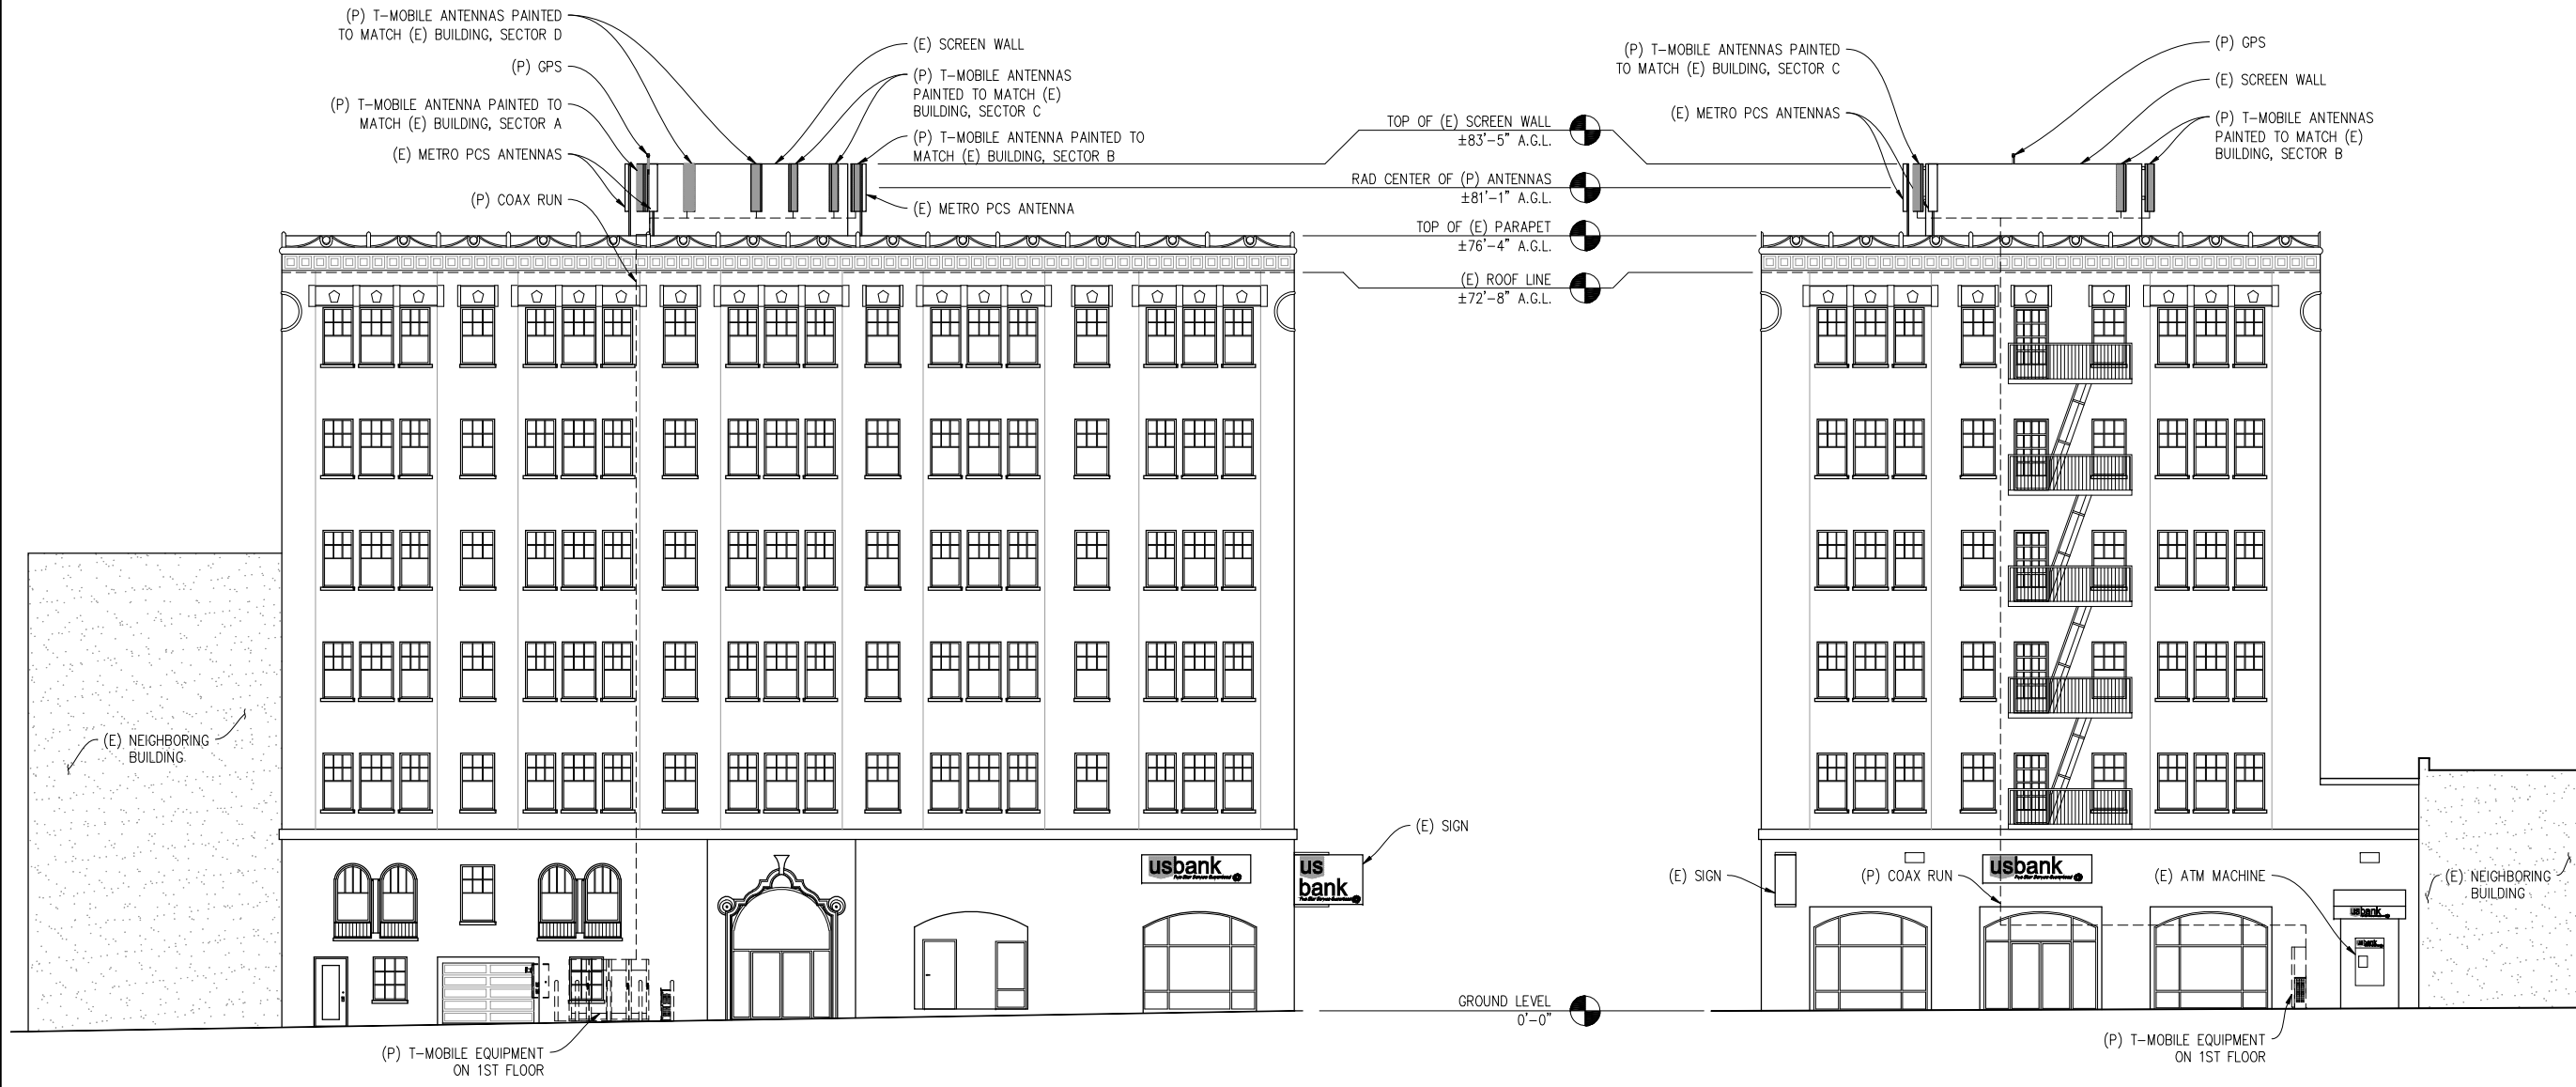 (P) T-MOBILE ANTENNAS PAINTED
TO MATCH (E) BUILDING, SECTOR D
(P) GPS
(P) T-MOBILE ANTENNA PAINTED TO
MATCH (E) BUILDING, SECTOR A
(E) METRO PCS ANTENNAS
(P) COAX RUN
(E) SCREEN WALL
(P) T-MOBILE ANTENNAS
PAINTED TO MATCH (E)
BUILDING, SECTOR C
(P) T-MOBILE ANTENNA PAINTED TO
MATCH (E) BUILDING, SECTOR B
(E) METRO PCS ANTENNA
TOP OF (E) SCREEN WALL
±83'-5" A.G.L.
RAD CENTER OF (P) ANTENNAS
±81'-1" A.G.L.
TOP OF (E) PARAPET
±76'-4" A.G.L.
(E) ROOF LINE
±72'-8" A.G.L.
(P) T-MOBILE ANTENNAS PAINTED
TO MATCH (E) BUILDING, SECTOR C
(E) METRO PCS ANTENNAS
(P) GPS
(E) SCREEN WALL
(P) T-MOBILE ANTENNAS
PAINTED TO MATCH (E)
BUILDING, SECTOR B
(E) NEIGHBORING
BUILDING
usbank
us
bank
(E) SIGN
(P) T-MOBILE EQUIPMENT
ON 1ST FLOOR
GROUND LEVEL
0'-0"
(E) SIGN
(P) COAX RUN
usbank
(E) ATM MACHINE
usbank
usbank
(E) NEIGHBORING
BUILDING
(P) T-MOBILE EQUIPMENT
ON 1ST FLOOR